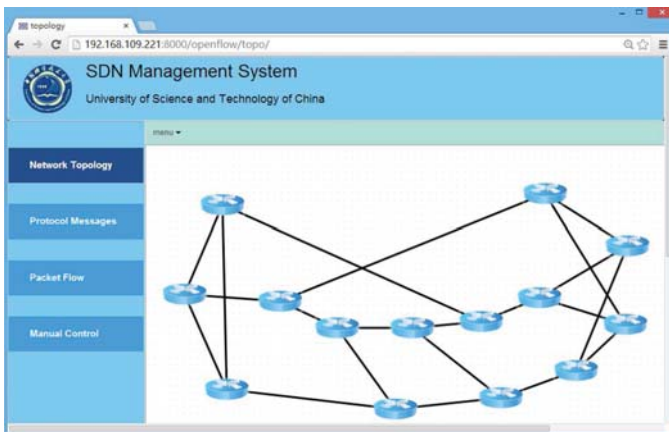 topology
192.168.109.221:8000/openflow/topo/
SDN Management System
University of Science and Technology of China
menu
Network Topology
Protocol Messages
Packet Flow
Manual Control